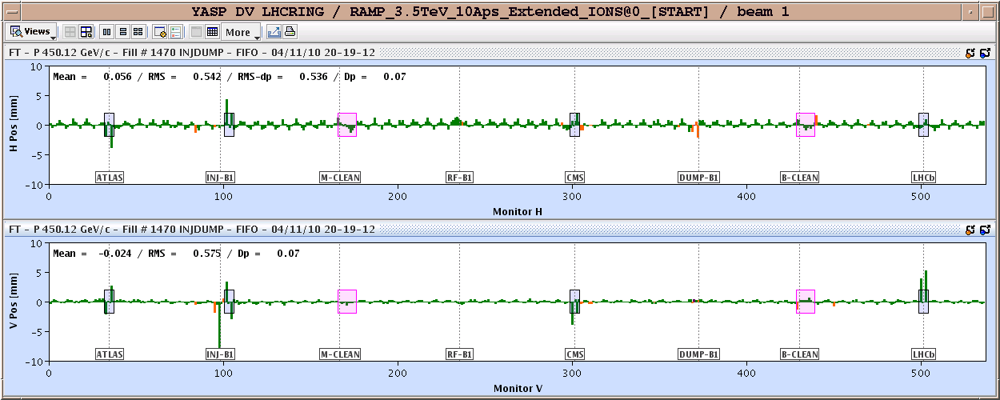 YASP DV LHCRING / RAMP_3.5TeV_10Aps_Extended_IONS@0_[START] / beam 1
Views More
FT - P 450.12 GeV/c - Fill # 1470 INJDUMP - FIFO - 04/11/10 20-19-12
Mean = 0.056 / RMS = 0.542 / RMS-dp = 0.536 / Dp = 0.07
H Pos [mm]
10
5
0
-5
-10
ATLAS INJ-B1 M-CLEAN RF-B1 CMS DUMP-B1 B-CLEAN LHCb
0 100 200 300 400 500
Monitor H
FT - P 450.12 GeV/c - Fill # 1470 INJDUMP - FIFO - 04/11/10 20-19-12
Mean = -0.024 / RMS = 0.575 / Dp = 0.07
V Pos [mm]
10
5
0
-5
-10
ATLAS INJ-B1 M-CLEAN RF-B1 CMS DUMP-B1 B-CLEAN LHCb
0 100 200 300 400 500
Monitor V